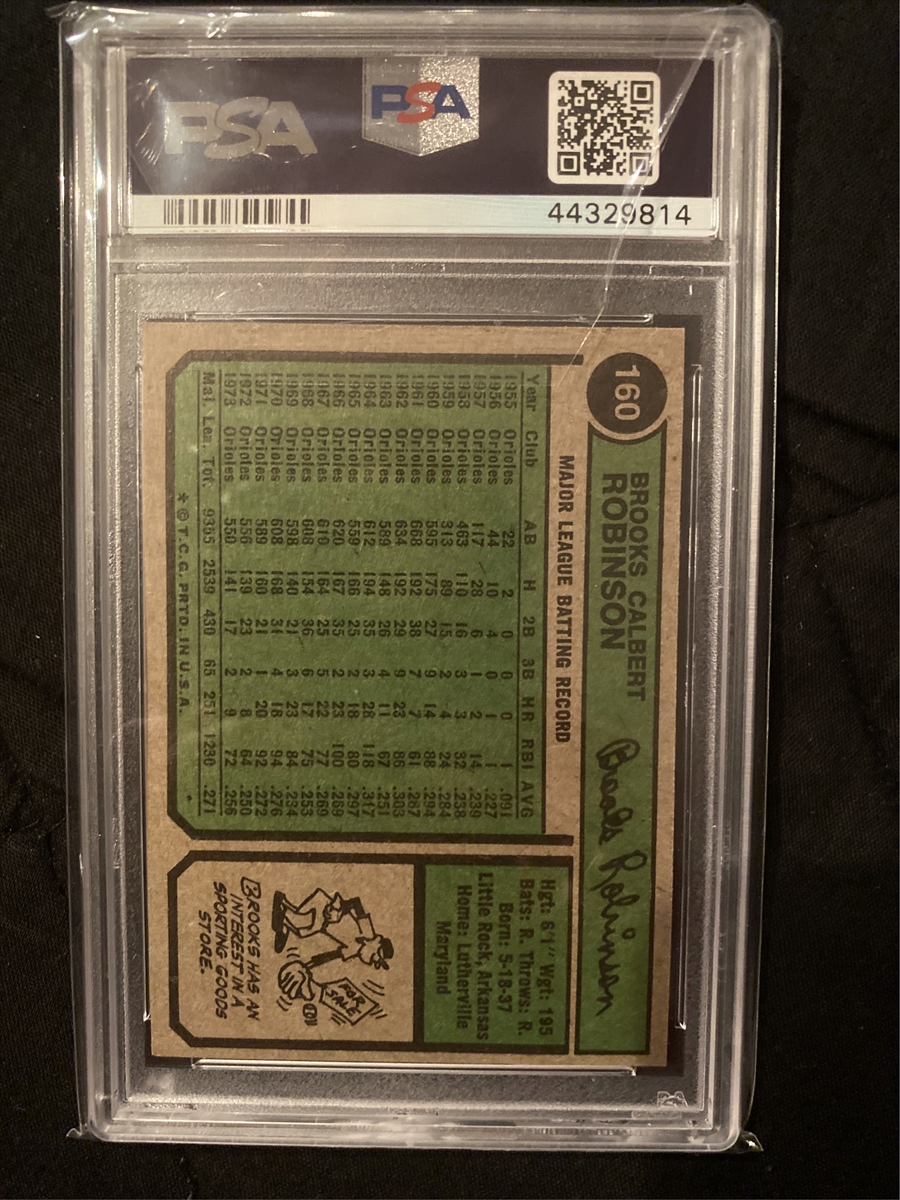 PSA
PSA
44329814
160
BROOKS CALBERT
ROBINSON
Brooks Robinson
MAJOR LEAGUE BATTING RECORD
Year Club AB H 2B 3B HR RBI AVG
1955 Orioles 22 2 0 0 0 1 .091
1956 Orioles 44 10 4 0 1 1 .227
1957 Orioles 117 28 6 1 2 14 .239
1958 Orioles 463 110 16 3 3 32 .238
1959 Orioles 313 89 15 2 4 24 .284
1960 Orioles 595 175 27 9 14 88 .294
1961 Orioles 668 192 38 7 7 61 .287
1962 Orioles 634 192 29 9 23 86 .303
1963 Orioles 589 148 26 4 11 67 .251
1964 Orioles 612 194 35 3 28 118 .317
1965 Orioles 559 166 25 2 18 80 .297
1966 Orioles 620 167 35 2 23 100 .269
1967 Orioles 610 164 25 5 22 77 .269
1968 Orioles 608 154 36 6 17 75 .253
1969 Orioles 598 140 21 3 23 84 .234
1970 Orioles 608 168 31 4 18 94 .276
1971 Orioles 589 160 21 1 20 92 .272
1972 Orioles 556 139 23 2 8 64 .250
1973 Orioles 550 141 17 2 9 72 .256
Maj. Lea. Tot. 9355 2539 430 65 251 1230 .271
* © T.C.G. PRTD. IN U.S.A.
Hgt: 6'1" Wgt: 195
Bats: R. Throws: R.
Born: 5-18-37
Little Rock, Arkansas
Home: Lutherville
Maryland
FOR
SALE
BROOKS HAS AN
INTEREST IN A
SPORTING GOODS
STORE.